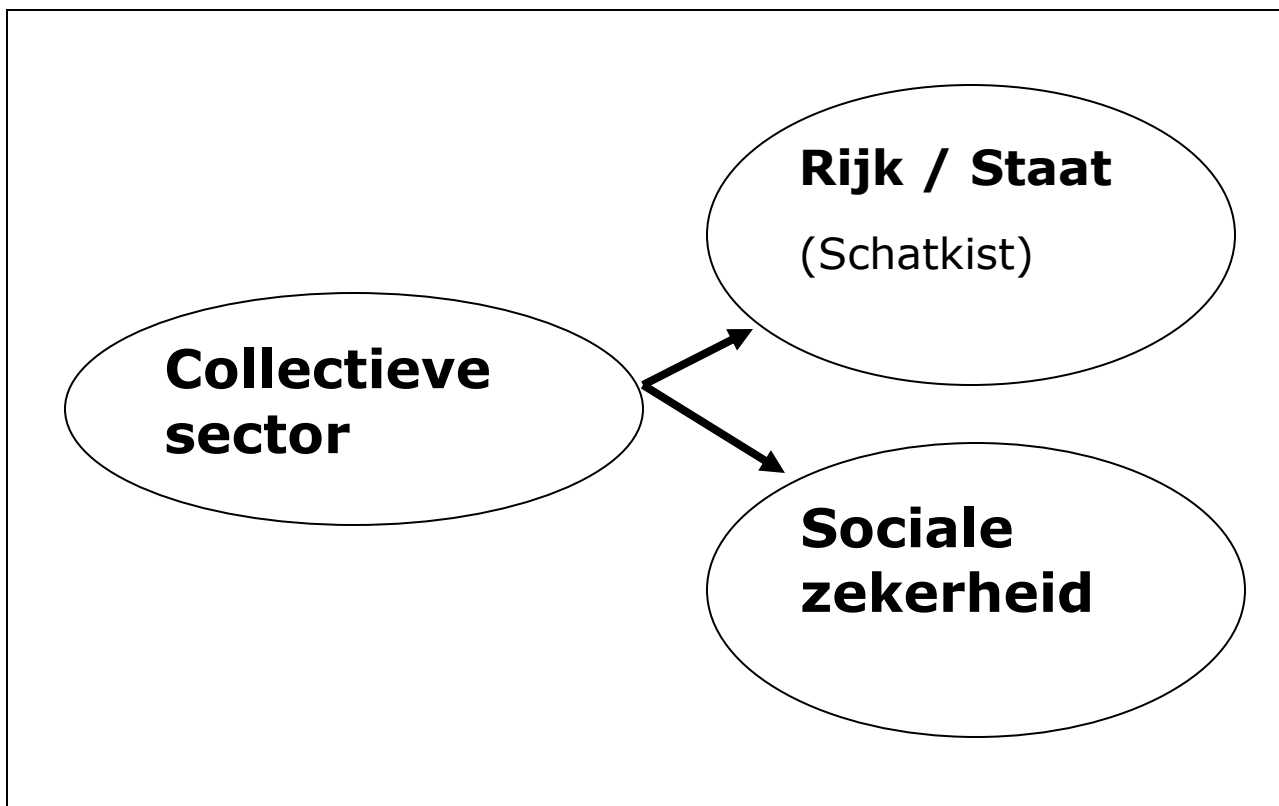 Rijk / Staat
(Schatkist)
Collectieve
sector
Sociale
zekerheid